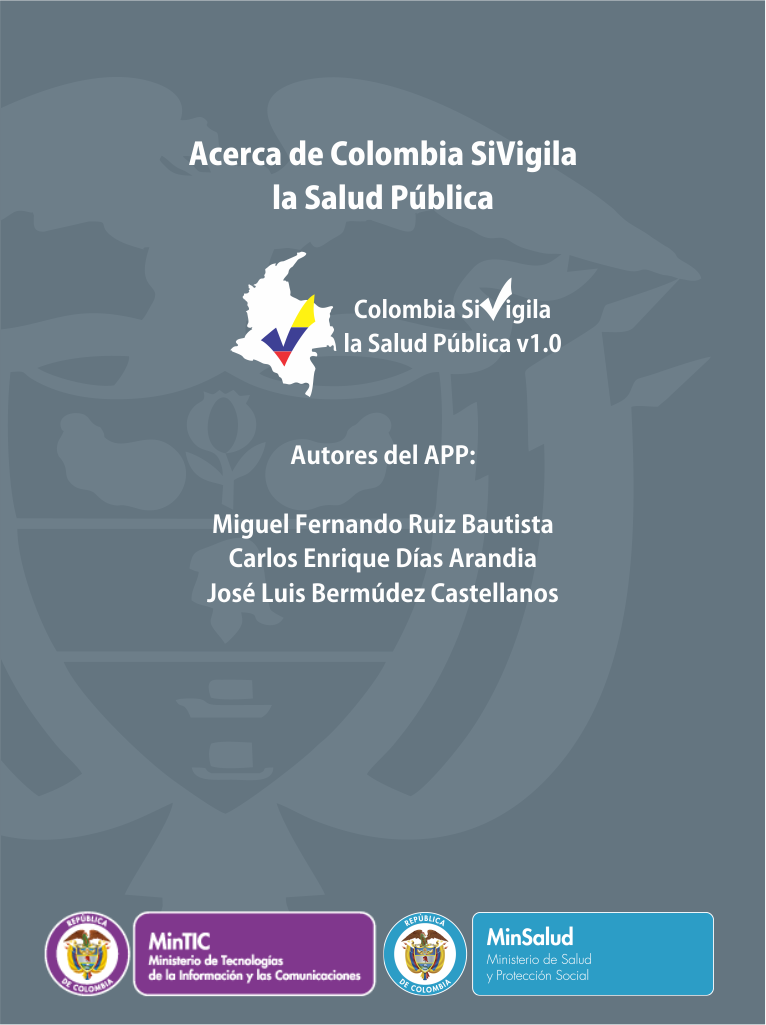 Acerca de Colombia SiVigila
la Salud Pública
Colombia SiVigila
la Salud Pública v1.0
Autores del APP:
Miguel Fernando Ruiz Bautista
Carlos Enrique Días Arandia
José Luis Bermúdez Castellanos
REPÚBLICA
DE COLOMBIA
MinTIC
Ministerio de Tecnologías
de la Información y las Comunicaciones
REPÚBLICA
DE COLOMBIA
MinSalud
Ministerio de Salud
y Protección Social